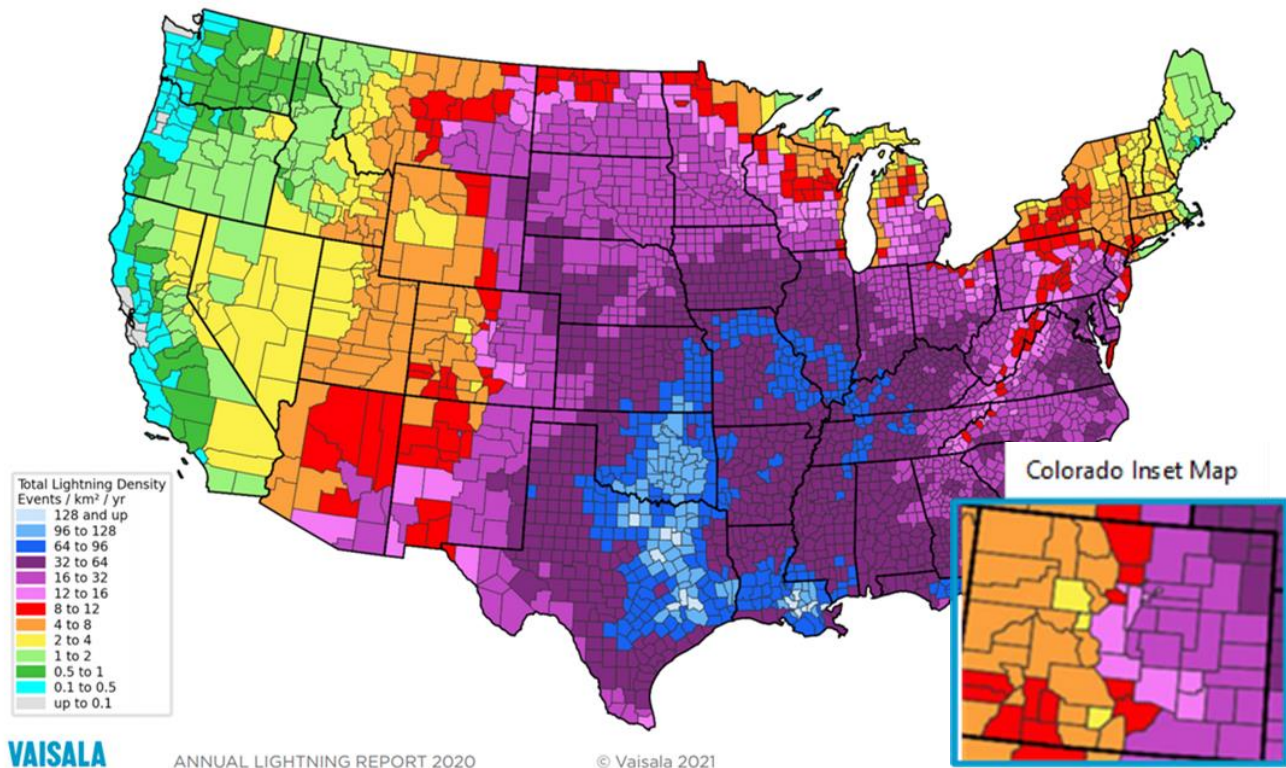 Total Lightning Density
Events / km² / yr
128 and up
96 to 128
64 to 96
32 to 64
16 to 32
12 to 16
8 to 12
4 to 8
2 to 4
1 to 2
0.5 to 1
0.1 to 0.5
up to 0.1
Colorado Inset Map
VAISALA ANNUAL LIGHTNING REPORT 2020 © Vaisala 2021